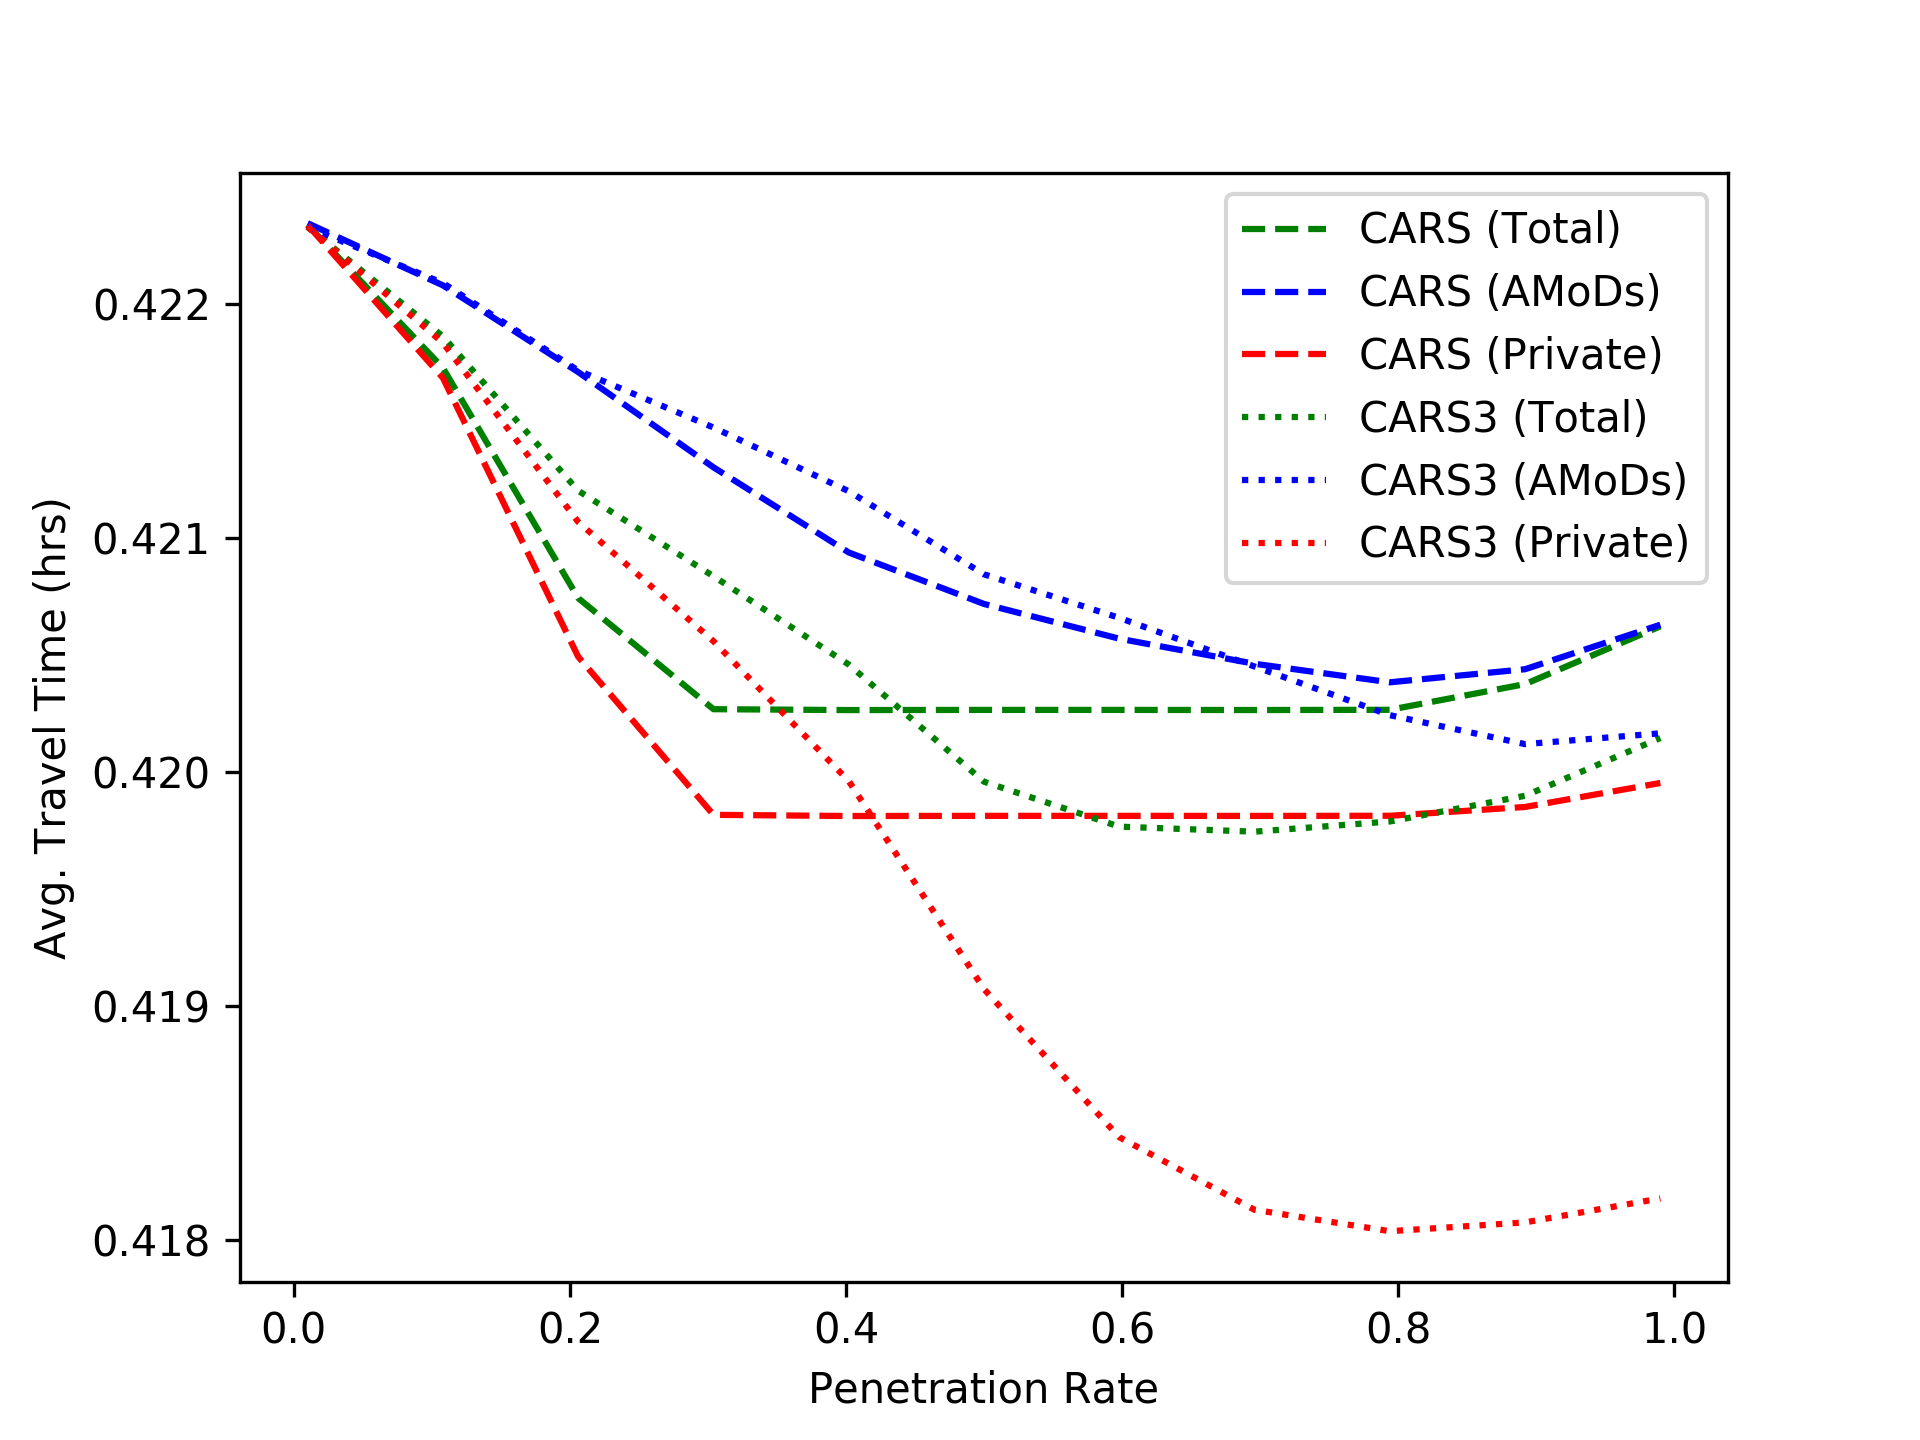 CARS (Total)
CARS (AMoDs)
CARS (Private)
CARS3 (Total)
CARS3 (AMoDs)
CARS3 (Private)
Avg. Travel Time (hrs)
0.422
0.421
0.420
0.419
0.418
0.0 0.2 0.4 0.6 0.8 1.0
Penetration Rate